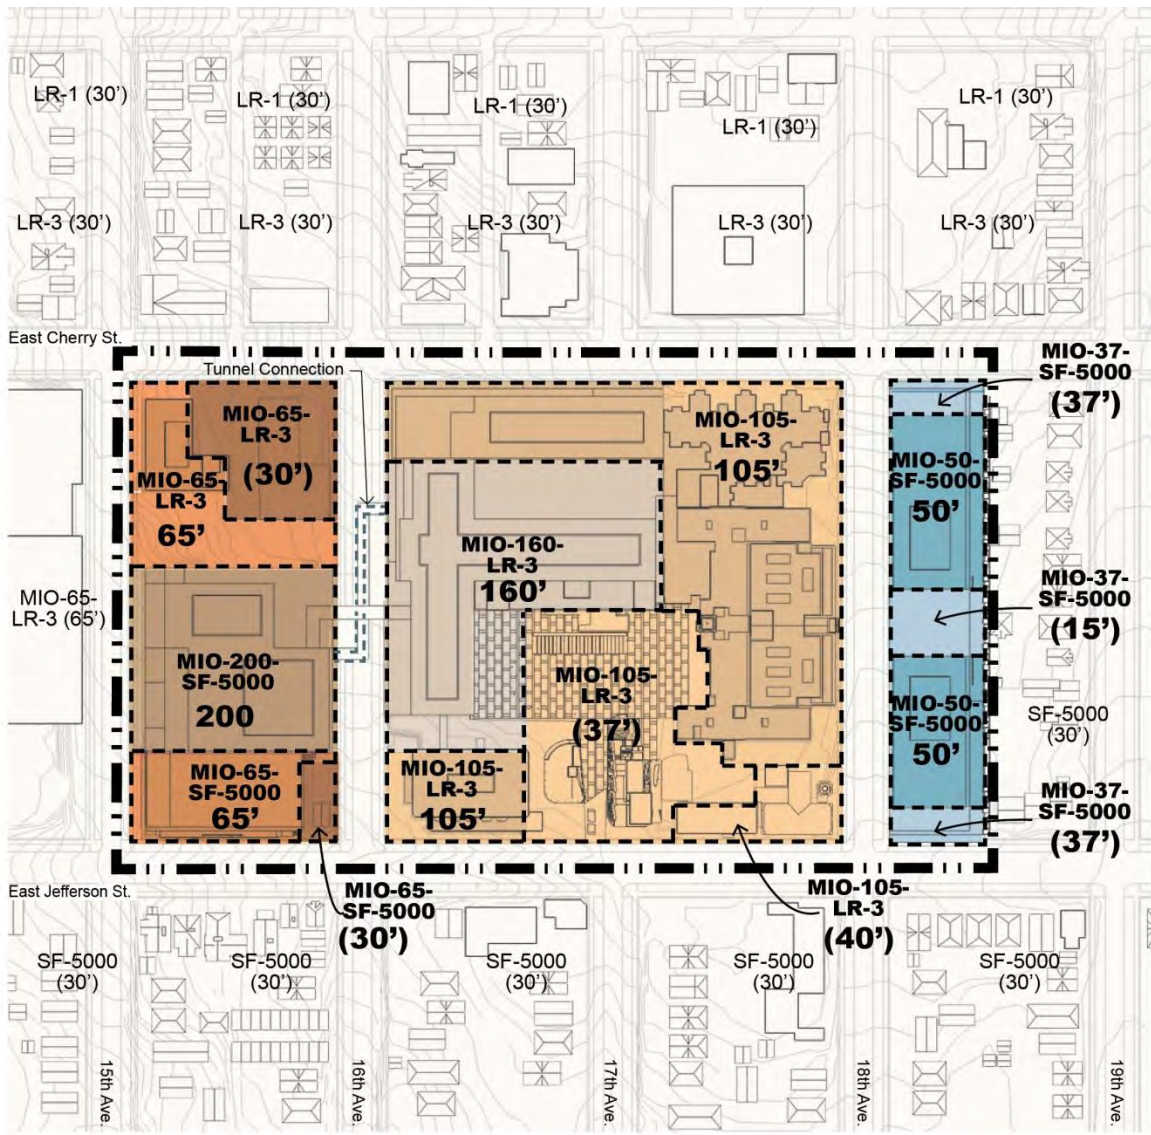 LR-1 (30’)
LR-1 (30’)
LR-1 (30’)
LR-1 (30’)
LR-1 (30’)
LR-3 (30’)
LR-3 (30’)
LR-3 (30’)
LR-3 (30’)
LR-3 (30’)
East Cherry St.
Tunnel Connection
MIO-65-
LR-3
(30’)
MIO-65-
LR-3
65’
MIO-105-
LR-3
105’
MIO-37-
SF-5000
(37’)
MIO-50-
SF-5000
50’
MIO-160-
LR-3
160’
MIO-65-
LR-3 (65’)
MIO-37-
SF-5000
(15’)
MIO-200-
SF-5000
200
MIO-105-
LR-3
(37’)
MIO-50-
SF-5000
50’
SF-5000
(30’)
MIO-65-
SF-5000
65’
MIO-105-
LR-3
105’
MIO-37-
SF-5000
(37’)
East Jefferson St.
MIO-65-
SF-5000
(30’)
MIO-105-
LR-3
(40’)
SF-5000
(30’)
SF-5000
(30’)
SF-5000
(30’)
SF-5000
(30’)
SF-5000
(30’)
15th Ave.
16th Ave.
17th Ave.
18th Ave.
19th Ave.